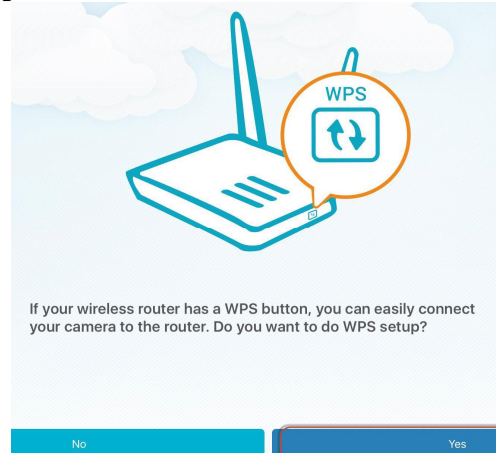 WPS
If your wireless router has a WPS button, you can easily connect
your camera to the router. Do you want to do WPS setup?
No
Yes